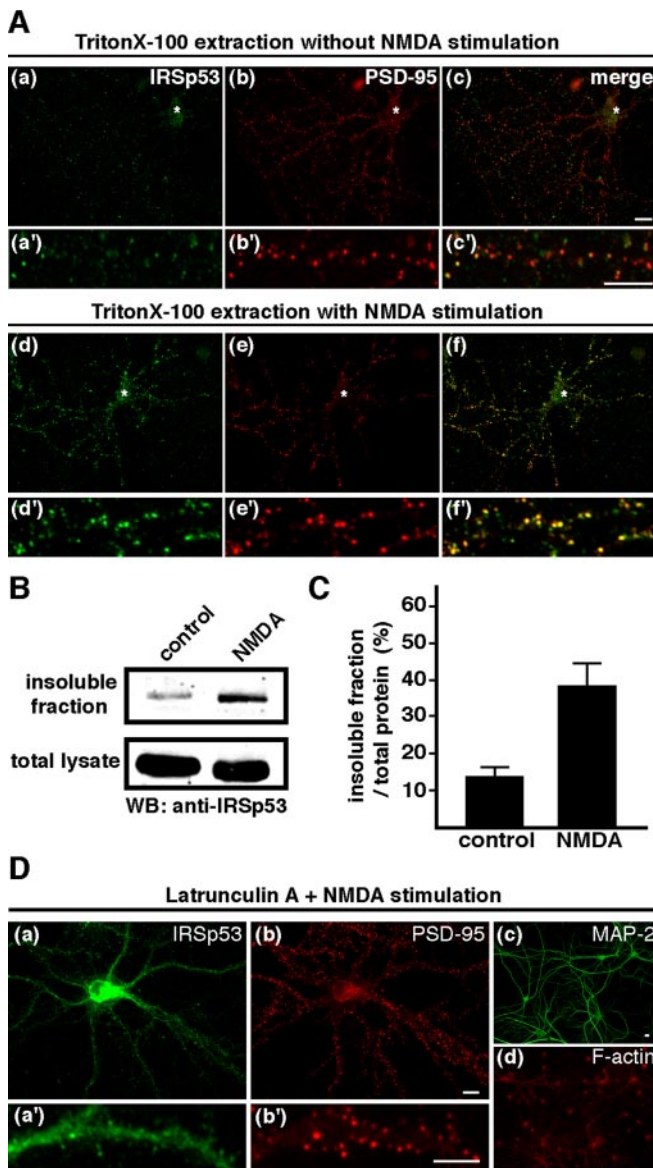 A
TritonX-100 extraction without NMDA stimulation
(a) IRSp53 (b) PSD-95 (c) merge
* * *
(a') (b') (c')
TritonX-100 extraction with NMDA stimulation
(d) (e) (f)
* * *
(d') (e') (f')
B
control NMDA
insoluble fraction
total lysate
WB: anti-IRSp53
C
insoluble fraction
/ total protein (%)
60
50
40
30
20
10
control NMDA
D
Latrunculin A + NMDA stimulation
(a) IRSp53 (b) PSD-95 (c) MAP-2
(d) F-actin
(a') (b')